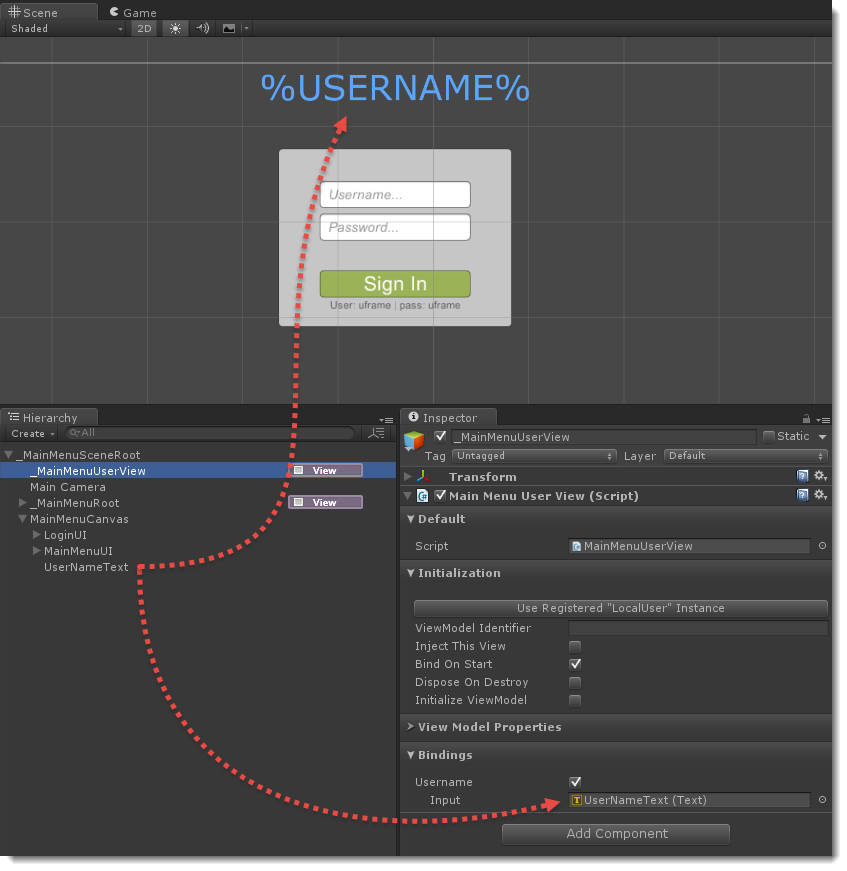 Scene Game
Shaded 2D
%USERNAME%
Username...
Password...
Sign In
User: uframe | pass: uframe
Hierarchy
Create All
_MainMenuSceneRoot
_MainMenuUserView View
Main Camera
_MainMenuRoot View
MainMenuCanvas
LoginUI
MainMenuUI
UserNameText
Inspector
_MainMenuUserView Static
Tag Untagged Layer Default
Transform
Main Menu User View (Script)
Default
Script MainMenuUserView
Initialization
Use Registered "LocalUser" Instance
ViewModel Identifier
Inject This View
Bind On Start
Dispose On Destroy
Initialize ViewModel
View Model Properties
Bindings
Username
Input UserNameText (Text)
Add Component